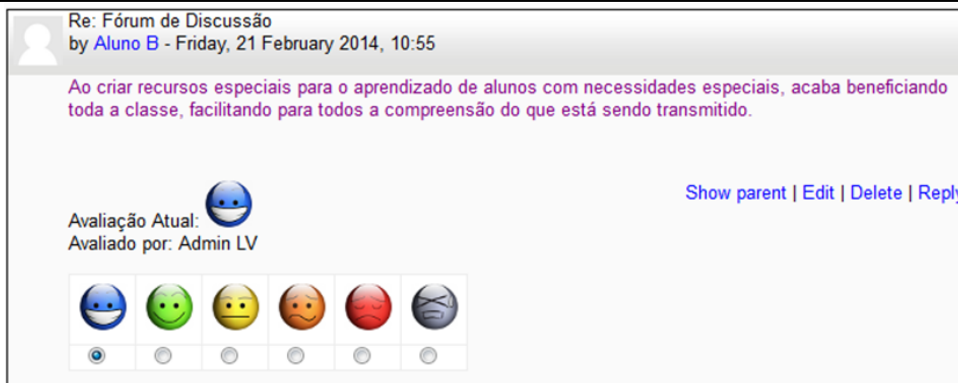 Re: Fórum de Discussão
by Aluno B - Friday, 21 February 2014, 10:55
Ao criar recursos especiais para o aprendizado de alunos com necessidades especiais, acaba beneficiando
toda a classe, facilitando para todos a compreensão do que está sendo transmitido.
Show parent | Edit | Delete | Reply
Avaliação Atual:
Avaliado por: Admin LV